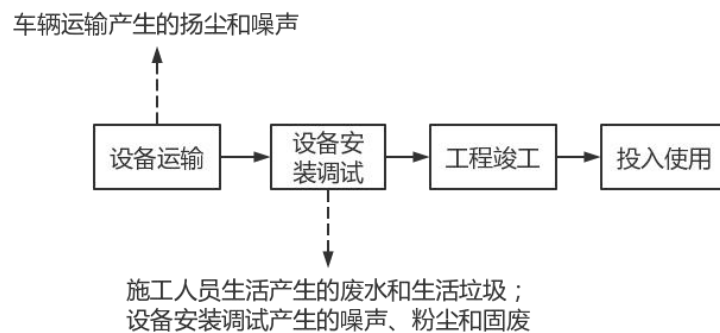 车辆运输产生的扬尘和噪声
设备运输
设备安
装调试
工程竣工
投入使用
施工人员生活产生的废水和生活垃圾；
设备安装调试产生的噪声、粉尘和固废